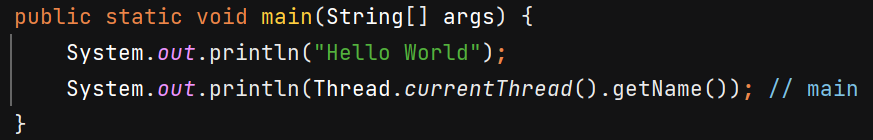 public static void main(String[] args) {
    System.out.println("Hello World");
    System.out.println(Thread.currentThread().getName()); // main
}